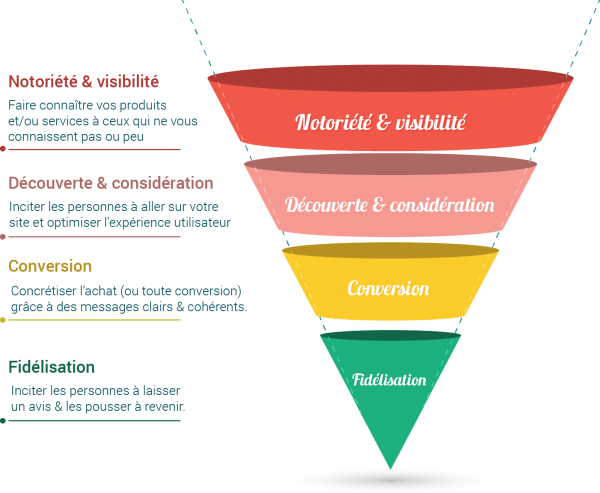 Notoriété & visibilité
Faire connaître vos produits
et/ou services à ceux qui ne vous
connaissent pas ou peu
Découverte & considération
Inciter les personnes à aller sur votre
site et optimiser l'expérience utilisateur
Conversion
Concrétiser l'achat (ou toute conversion)
grâce à des messages clairs & cohérents.
Fidélisation
Inciter les personnes à laisser
un avis & les pousser à revenir.
Notoriété & visibilité
Découverte & considération
Conversion
Fidélisation